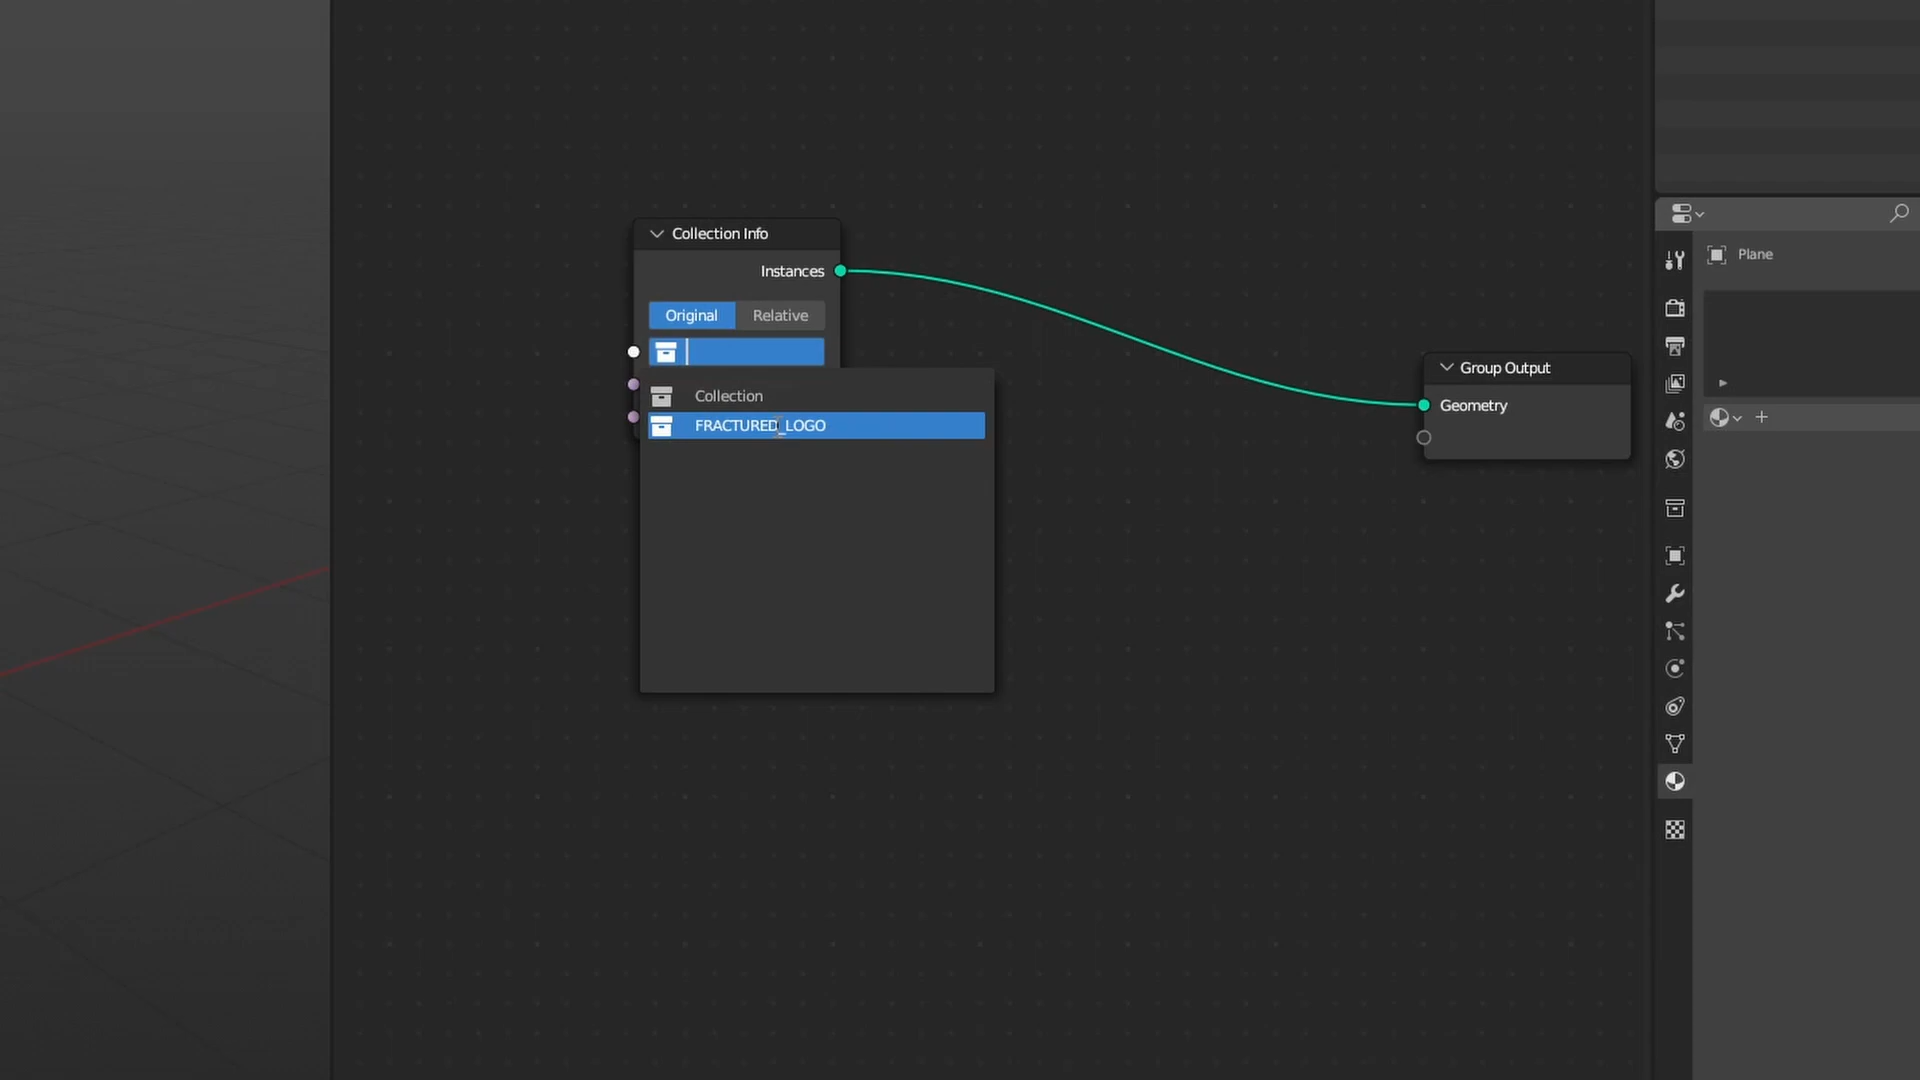 Collection Info
Instances
Original Relative
Collection
FRACTURED_LOGO
Group Output
Geometry
Plane